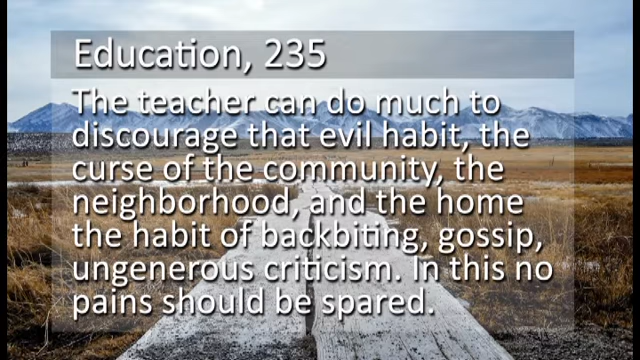 Education, 235
The teacher can do much to
discourage that evil habit, the
curse of the community, the
neighborhood, and the home
the habit of backbiting, gossip,
ungenerous criticism. In this no
pains should be spared.